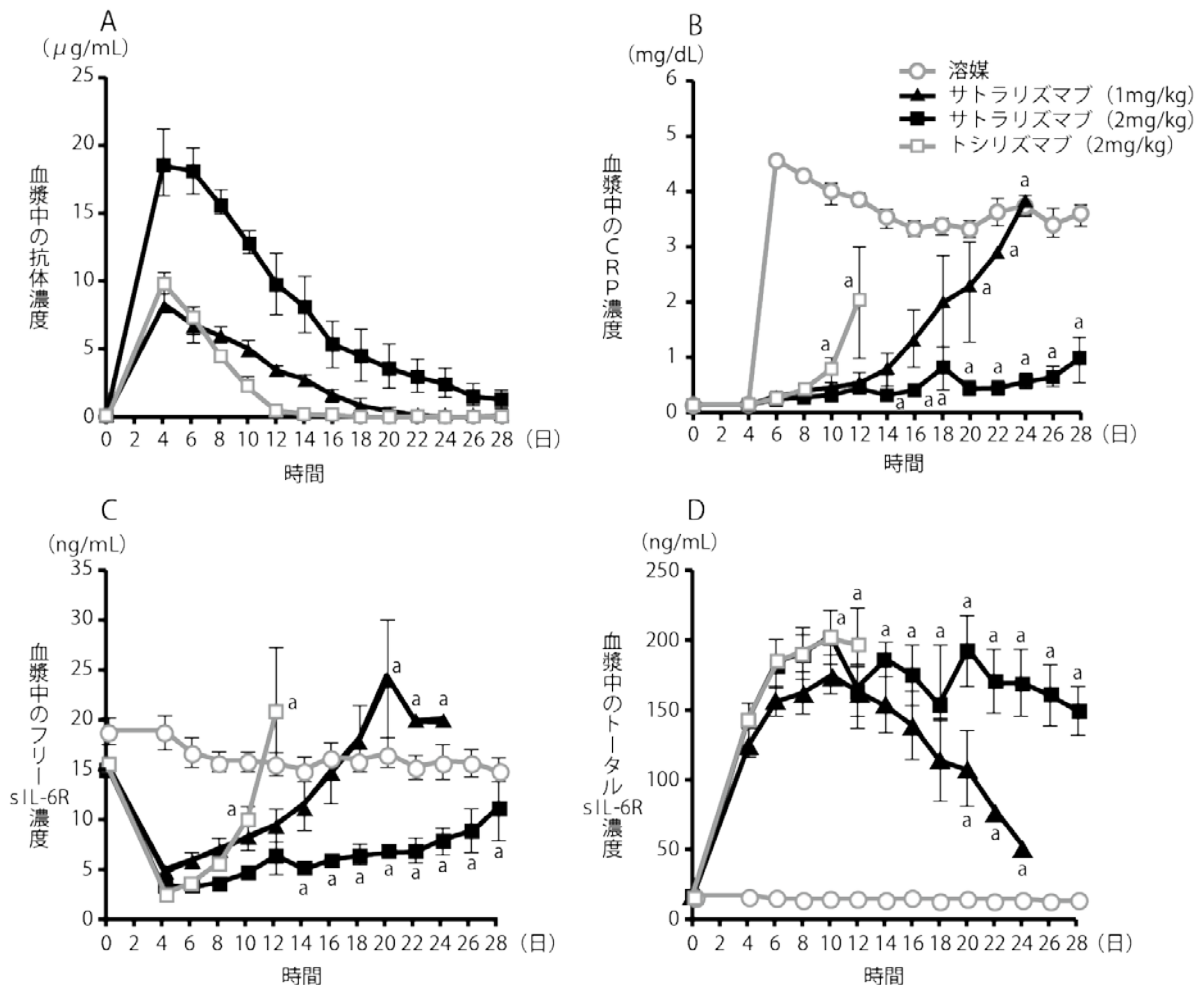 A
(μg/mL)
血漿中の抗体濃度
25
20
15
10
5
0
0 2 4 6 8 10 12 14 16 18 20 22 24 26 28 (日)
時間
B
(mg/dL)
血漿中のCRP濃度
6
5
4
3
2
1
0
0 2 4 6 8 10 12 14 16 18 20 22 24 26 28 (日)
時間
溶媒
サトラリズマブ (1mg/kg)
サトラリズマブ (2mg/kg)
トシリズマブ (2mg/kg)
a
a
a
a
a
a
a
a
a
a
a
a
a
a
C
(ng/mL)
血漿中のフリーsIL-6R濃度
35
30
25
20
15
10
5
0
0 2 4 6 8 10 12 14 16 18 20 22 24 26 28 (日)
時間
a
a
a a a
a a a a a a a a
D
(ng/mL)
血漿中のトータルsIL-6R濃度
250
200
150
100
50
0
0 2 4 6 8 10 12 14 16 18 20 22 24 26 28 (日)
時間
a a a a a a a a a a
a a a